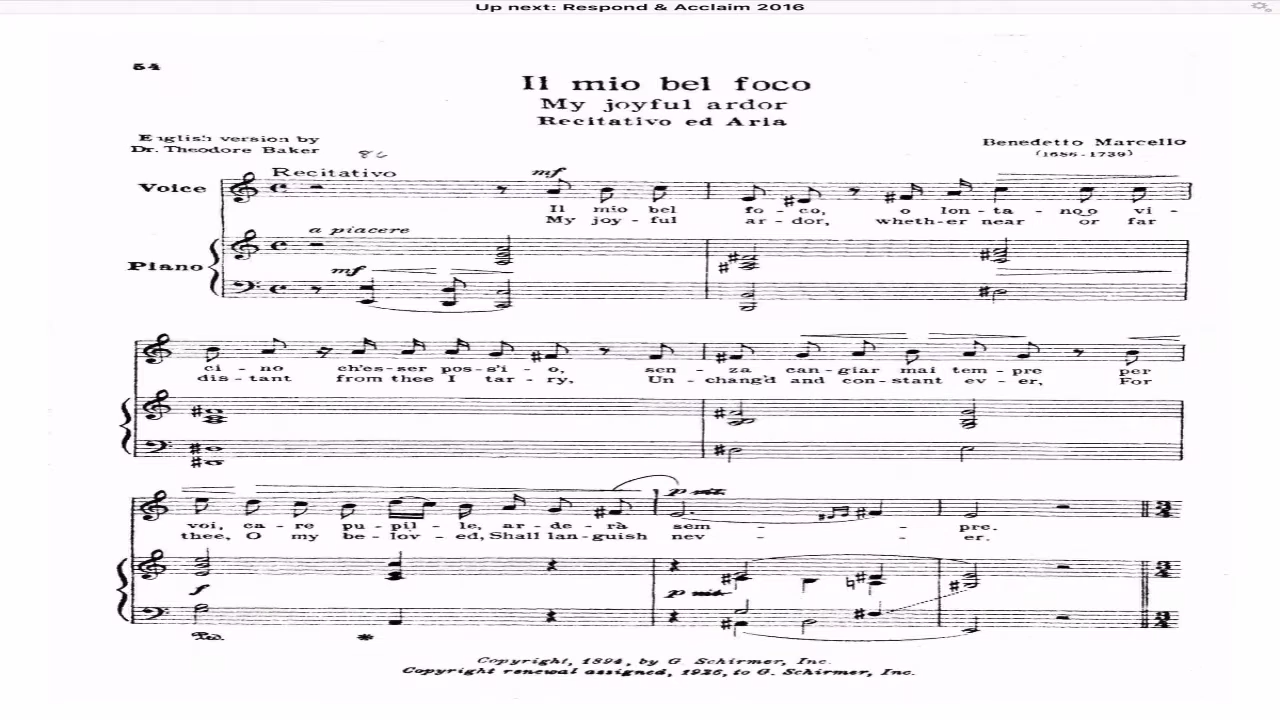 Up next: Respond & Acclaim 2016
54
Il mio bel foco
My joyful ardor
Recitativo ed Aria
English version by
Dr. Theodore Baker
Benedetto Marcello
(1686-1739)
Recitativo
mf
Voice
Il mio bel fo - co, o lon - ta - no o vi -
My joy - ful ar - dor, wheth - er near or far
a piacere
Piano
mf
ci - no ch'es - ser pos - s'i - o, sen - za can - giar mai tem - pre per
dis - tant from thee I tar - ry, Un - chang'd and con - stant ev - er, For
voi, ca - re pu - pil - le, ar - de - rà sem - pre.
thee, O my be - lov - ed, Shall lan - guish nev - er.
f
Ped.
Copyright, 1894, by G. Schirmer, Inc.
Copyright renewal assigned, 1926, to G. Schirmer, Inc.